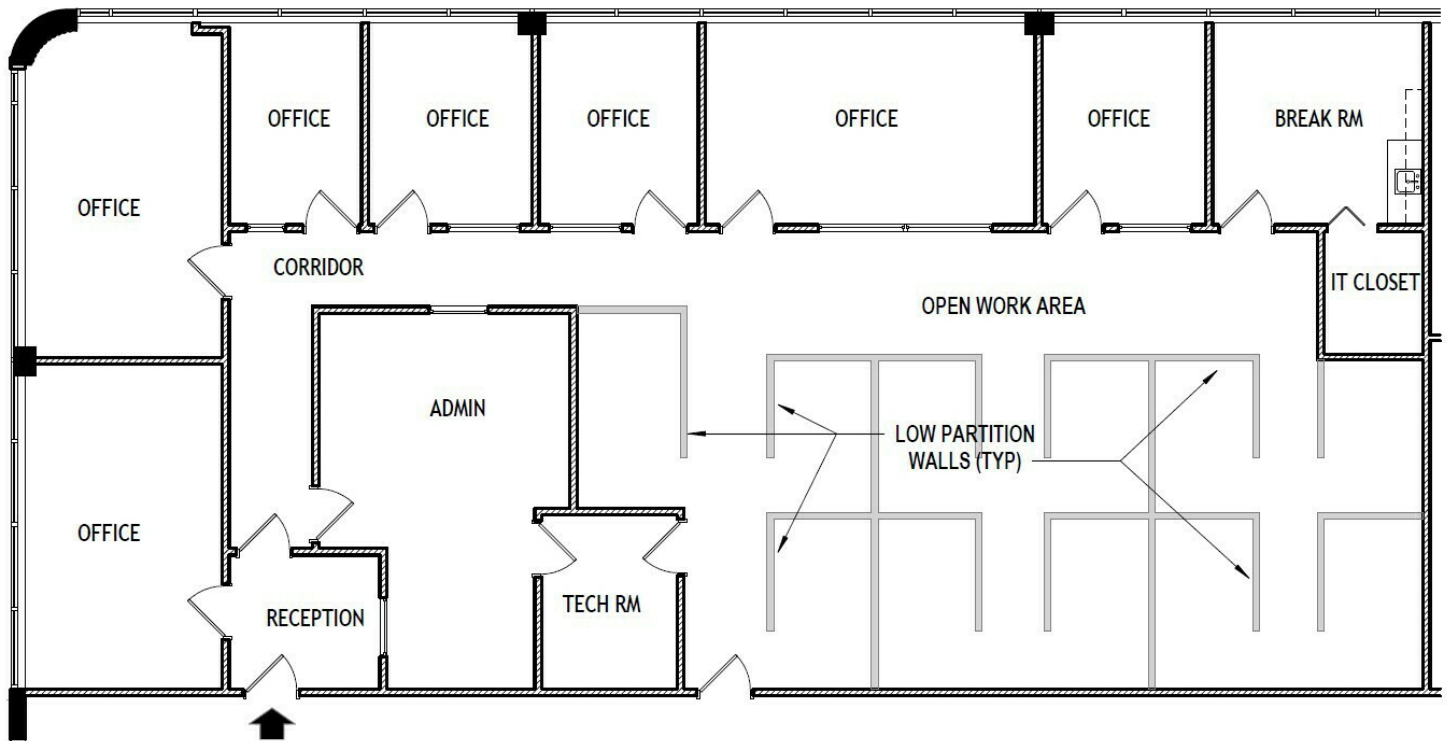 OFFICE
OFFICE
OFFICE
OFFICE
OFFICE
BREAK RM
OFFICE
CORRIDOR
IT CLOSET
OPEN WORK AREA
ADMIN
LOW PARTITION
WALLS (TYP)
OFFICE
TECH RM
RECEPTION